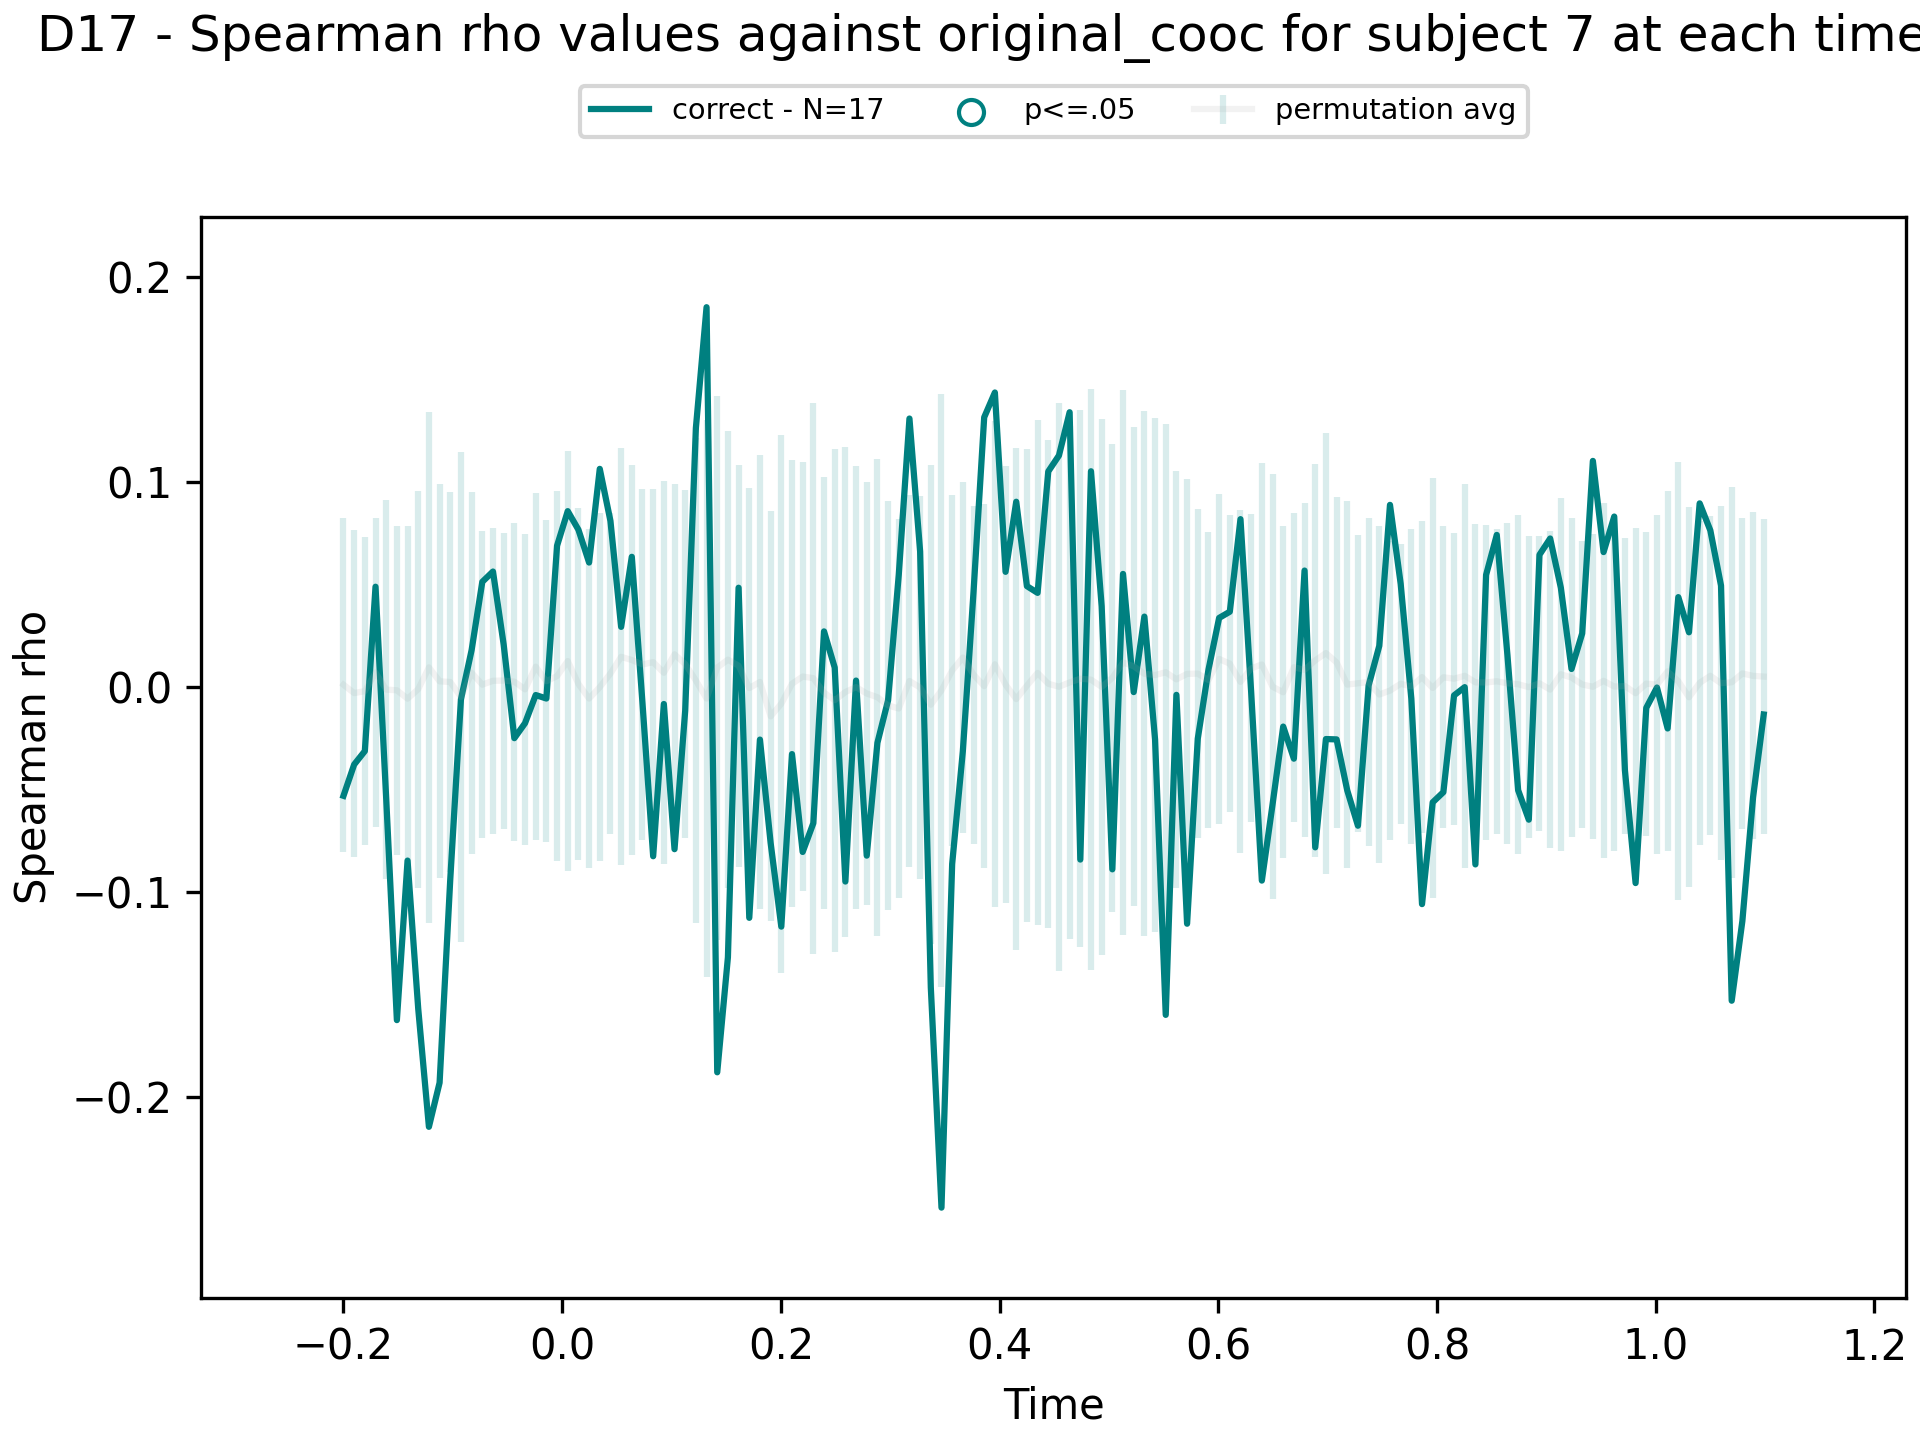 D17 - Spearman rho values against original_cooc for subject 7 at each time
correct - N=17 p<=.05 permutation avg
0.2
0.1
0.0
−0.1
−0.2
Spearman rho
−0.2 0.0 0.2 0.4 0.6 0.8 1.0 1.2
Time